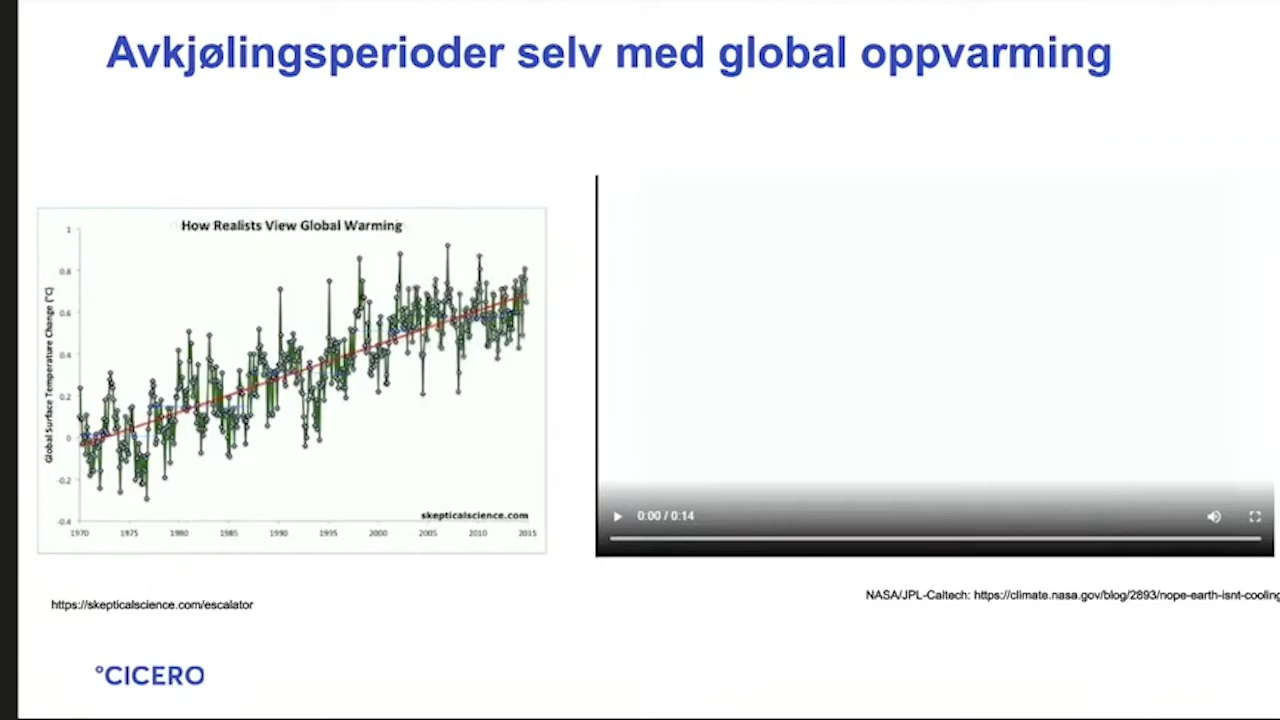 Avkjølingsperioder selv med global oppvarming
How Realists View Global Warming
Global Surface Temperature Change (°C)
1
0.8
0.6
0.4
0.2
0
-0.2
-0.4
skepticalscience.com
1970 1975 1980 1985 1990 1995 2000 2005 2010 2015
0:00 / 0:14
https://skepticalscience.com/escalator
NASA/JPL-Caltech: https://climate.nasa.gov/blog/2893/nope-earth-isnt-cooling
°CICERO